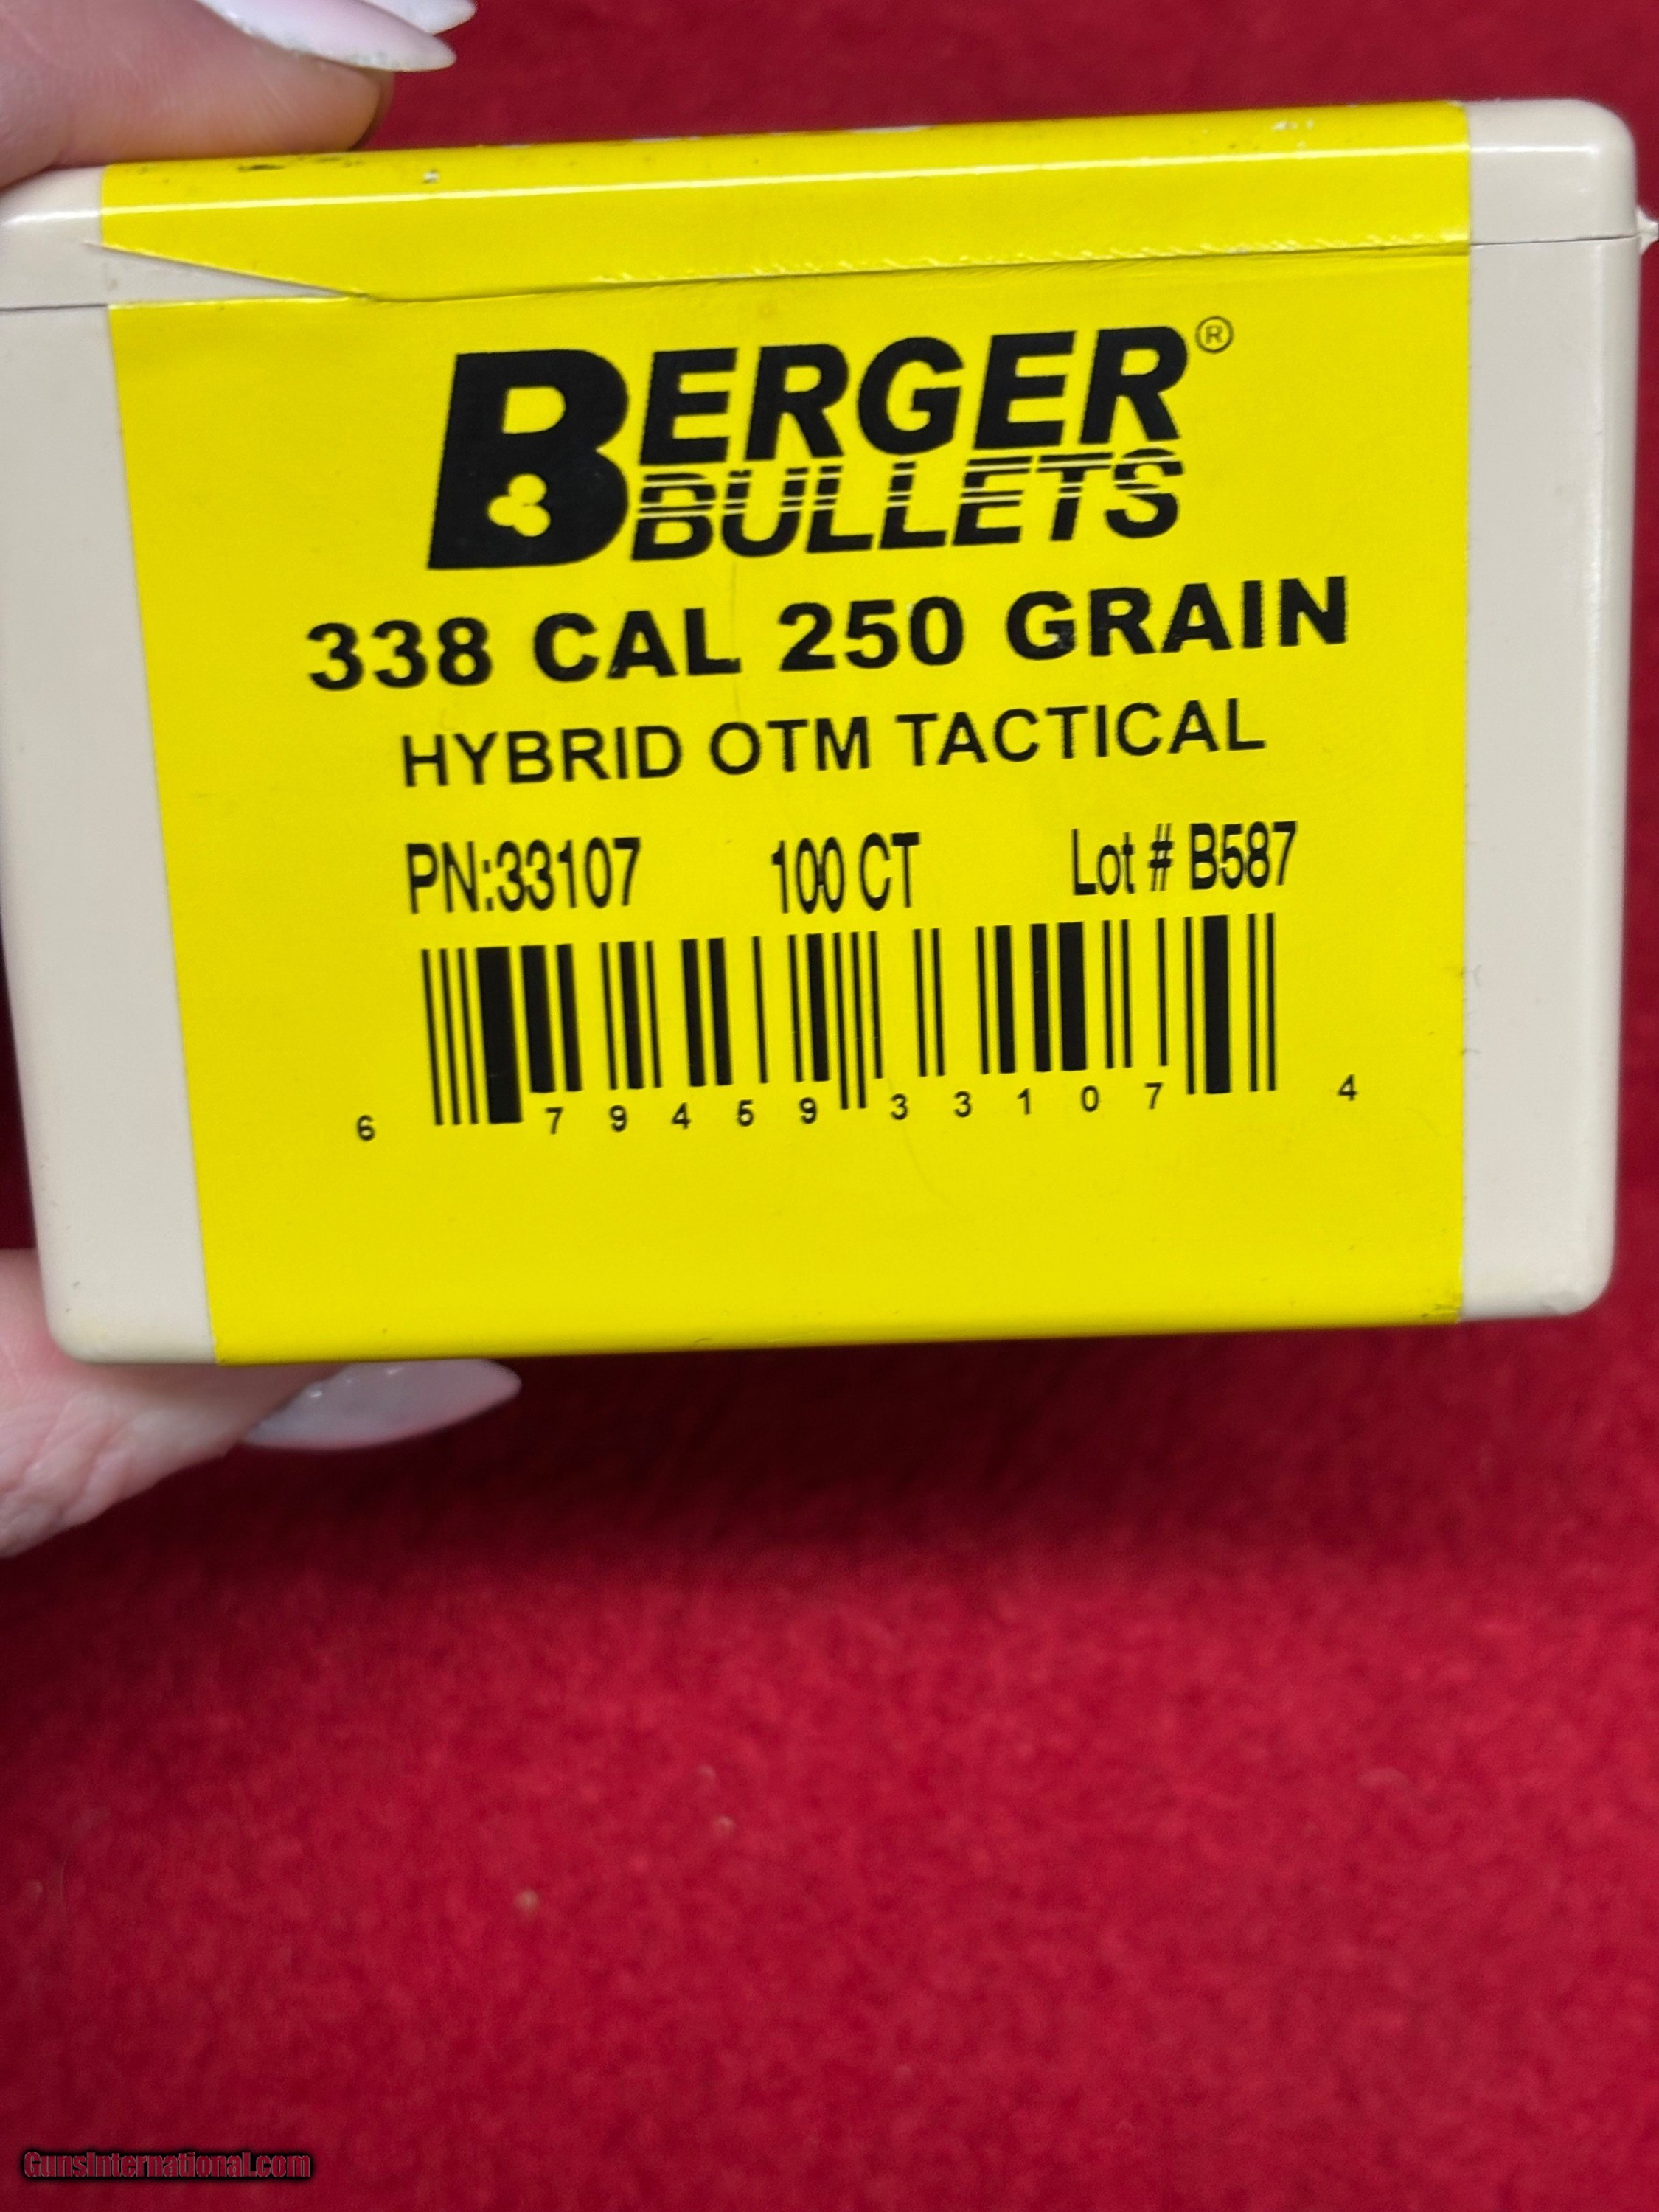 BERGER®
BULLETS
338 CAL 250 GRAIN
HYBRID OTM TACTICAL
PN:33107 100 CT Lot # B587
6 79459 33107 4
GunsInternational.com